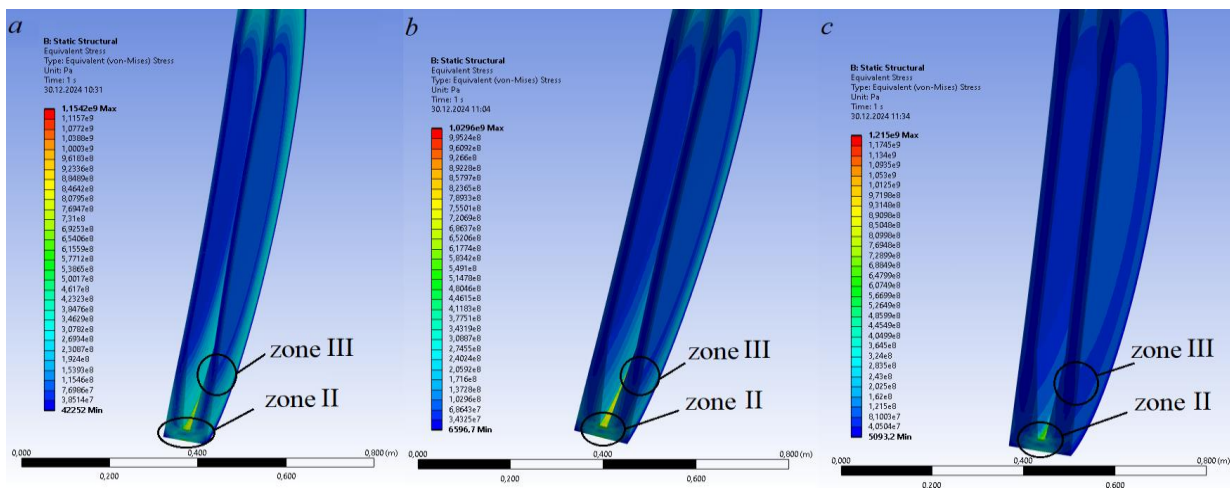 a
B: Static Structural
Equivalent Stress
Type: Equivalent (von-Mises) Stress
Unit: Pa
Time: 1 s
30.12.2024 10:31
1,1542e9 Max
1,1157e9
1,0772e9
1,0388e9
1,0003e9
9,6183e8
9,2336e8
8,8489e8
8,4642e8
8,0795e8
7,6947e8
7,31e8
6,9253e8
6,5406e8
6,1559e8
5,7712e8
5,3865e8
5,0017e8
4,617e8
4,2323e8
3,8476e8
3,4629e8
3,0782e8
2,6934e8
2,3087e8
1,924e8
1,5393e8
1,1546e8
7,6986e7
3,8514e7
42252 Min
zone III
zone II
0,000
0,400
0,800 (m)
0,200
0,600
b
B: Static Structural
Equivalent Stress
Type: Equivalent (von-Mises) Stress
Unit: Pa
Time: 1 s
30.12.2024 11:04
1,0296e9 Max
9,9524e8
9,6092e8
9,266e8
8,9228e8
8,5797e8
8,2365e8
7,8933e8
7,5501e8
7,2069e8
6,8637e8
6,5206e8
6,1774e8
5,8342e8
5,491e8
5,1478e8
4,8046e8
4,4615e8
4,1183e8
3,7751e8
3,4319e8
3,0887e8
2,7455e8
2,4024e8
2,0592e8
1,716e8
1,3728e8
1,0296e8
6,8643e7
3,4325e7
6596,7 Min
zone III
zone II
0,000
0,400
0,800 (m)
0,200
0,600
c
B: Static Structural
Equivalent Stress
Type: Equivalent (von-Mises) Stress
Unit: Pa
Time: 1 s
30.12.2024 11:34
1,215e9 Max
1,1745e9
1,134e9
1,0935e9
1,053e9
1,0125e9
9,7198e8
9,3148e8
8,9098e8
8,5048e8
8,0998e8
7,6948e8
7,2899e8
6,8849e8
6,4799e8
6,0749e8
5,6699e8
5,2649e8
4,8599e8
4,4549e8
4,0499e8
3,645e8
3,24e8
2,835e8
2,43e8
2,025e8
1,62e8
1,215e8
8,1003e7
4,0504e7
5093,2 Min
zone III
zone II
0,000
0,400
0,800 (m)
0,200
0,600